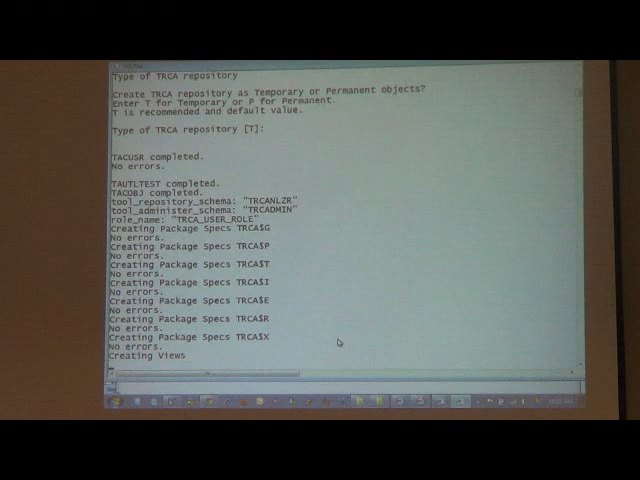 Type of TRCA repository
Create TRCA repository as Temporary or Permanent objects?
Enter T for Temporary or P for Permanent.
T is recommended and default value.
Type of TRCA repository [T]:
TACUSR completed.
No errors.
TAUTLTEST completed.
TACOBJ completed.
tool_repository_schema: "TRCANLZR"
tool_administer_schema: "TRCADMIN"
role_name: "TRCA_USER_ROLE"
Creating Package Specs TRCA$G
No errors.
Creating Package Specs TRCA$P
No errors.
Creating Package Specs TRCA$T
No errors.
Creating Package Specs TRCA$I
No errors.
Creating Package Specs TRCA$E
No errors.
Creating Package Specs TRCA$R
No errors.
Creating Package Specs TRCA$X
No errors.
Creating Views